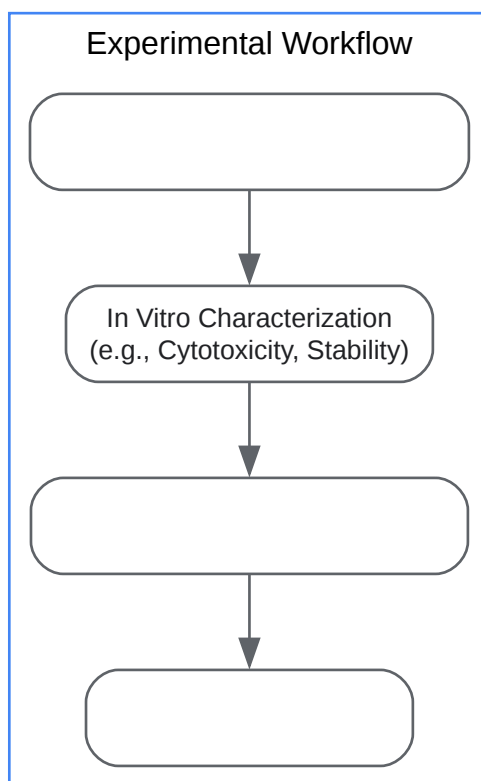 Experimental Workflow
In Vitro Characterization
(e.g., Cytotoxicity, Stability)